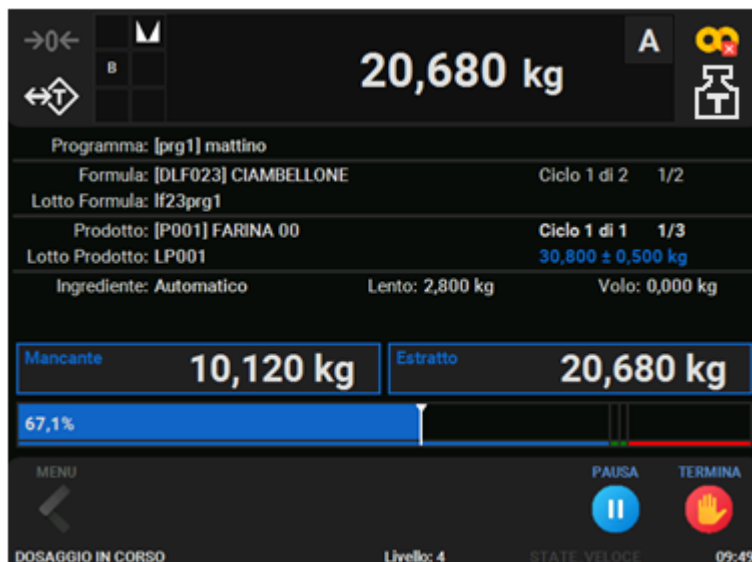 →0←
B
A
20,680 kg
T
T
Programma: [prg1] mattino
Formula: [DLF023] CIAMBELLONE Ciclo 1 di 2 1/2
Lotto Formula: lf23prg1
Prodotto: [P001] FARINA 00 Ciclo 1 di 1 1/3
Lotto Prodotto: LP001 30,800 ± 0,500 kg
Ingrediente: Automatico Lento: 2,800 kg Volo: 0,000 kg
Mancante 10,120 kg Estratto 20,680 kg
67,1%
MENU PAUSA TERMINA
DOSAGGIO IN CORSO Livello: 4 STATE VELOCE 09:49